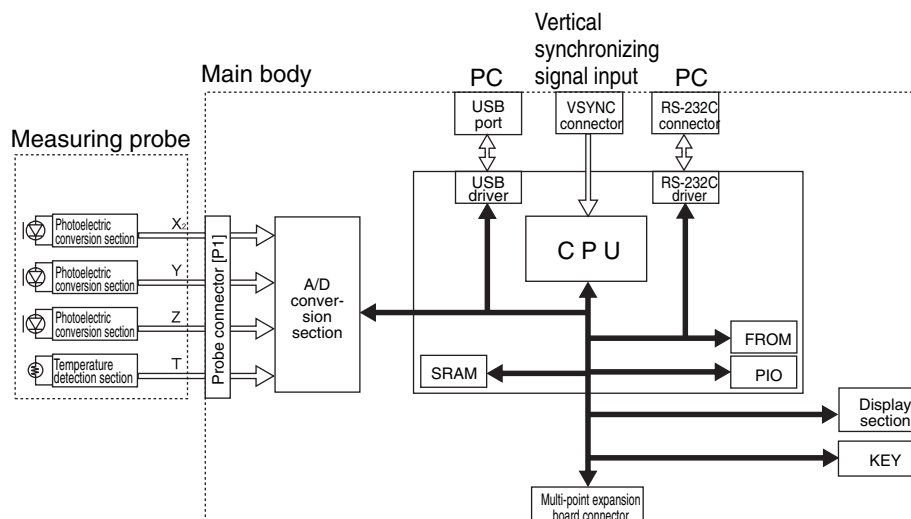 Vertical
synchronizing
signal input
Main body
PC
PC
USB
port
VSYNC
connector
RS-232C
connector
Measuring probe
USB
driver
RS-232C
driver
Photoelectric
conversion section
X₂
Photoelectric
conversion section
Y
Photoelectric
conversion section
Z
Temperature
detection section
T
Probe connector [P1]
A/D
conver-
sion
section
CPU
FROM
SRAM
PIO
Display
section
KEY
Multi-point expansion
board connector